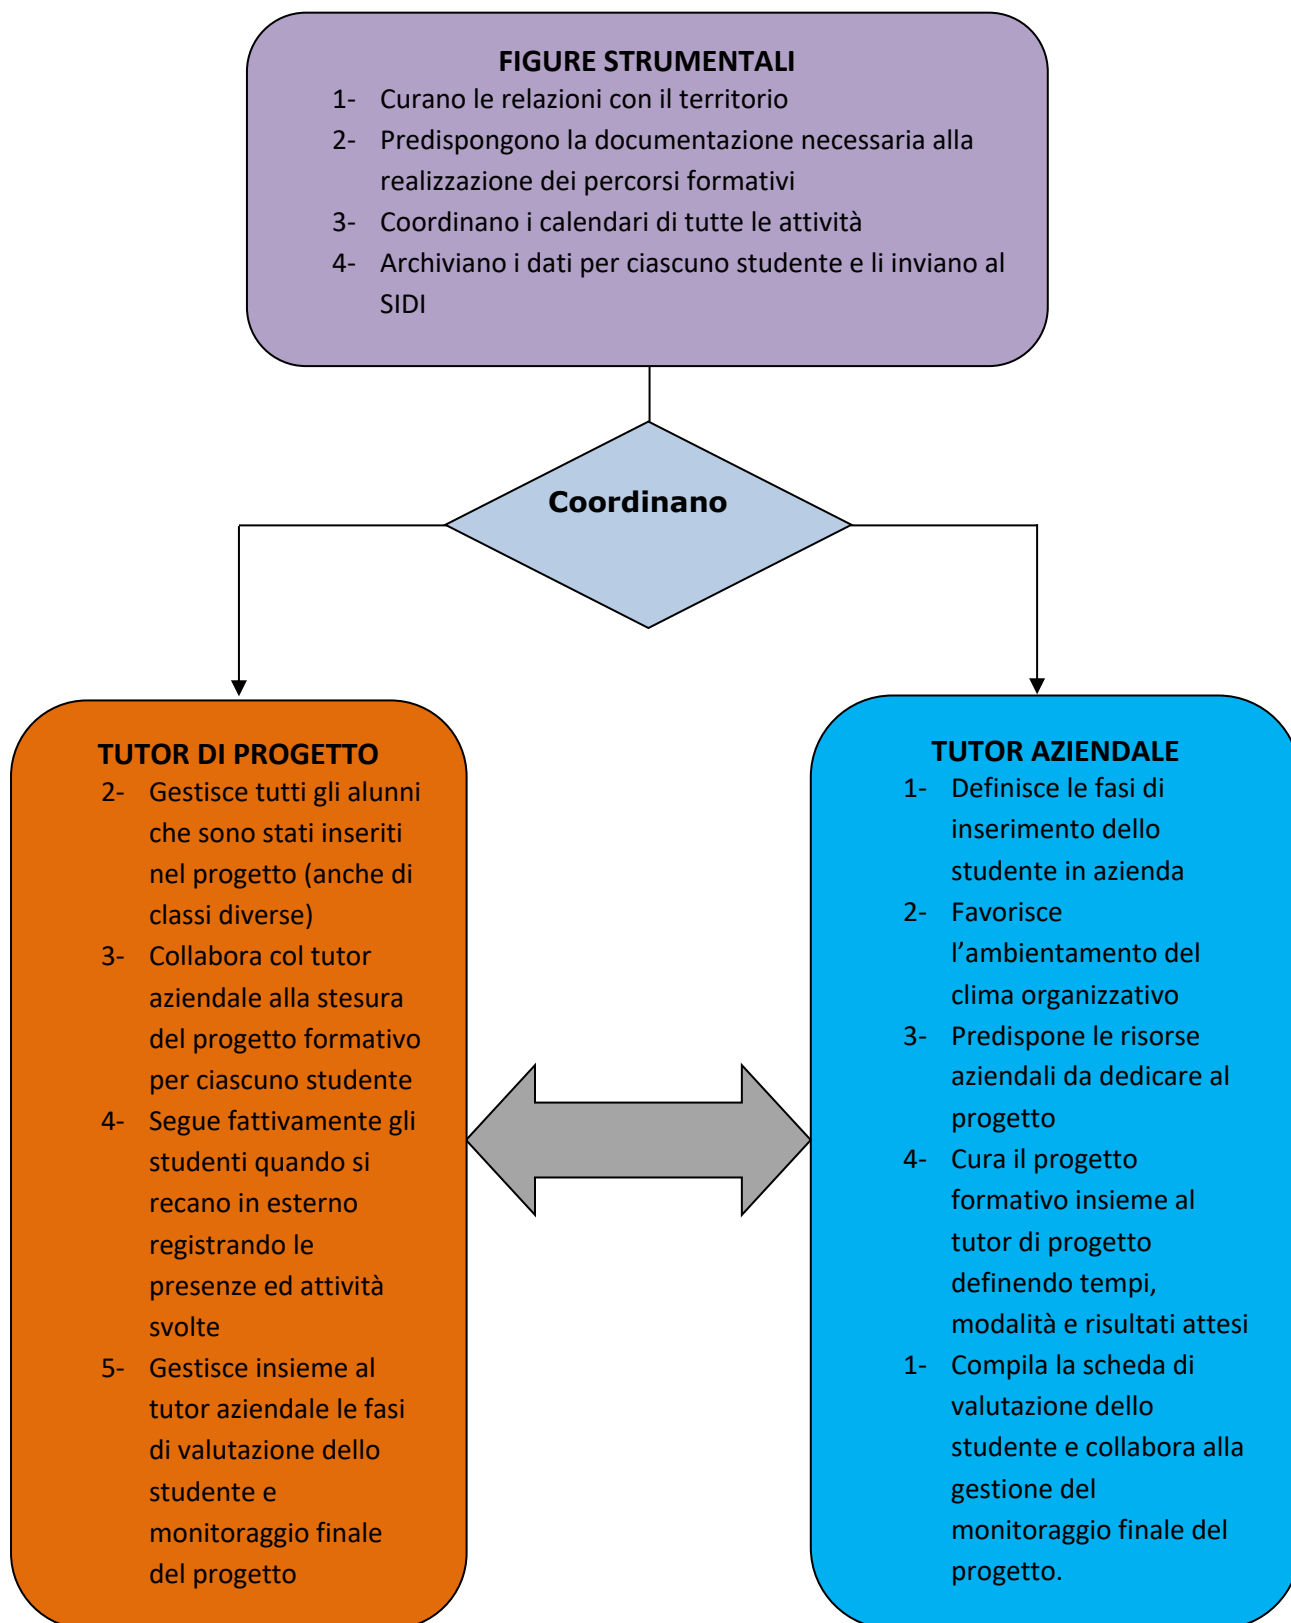 FIGURE STRUMENTALI
1- Curano le relazioni con il territorio
2- Predispongono la documentazione necessaria alla
realizzazione dei percorsi formativi
3- Coordinano i calendari di tutte le attività
4- Archiviano i dati per ciascuno studente e li inviano al
SIDI
Coordinano
TUTOR DI PROGETTO
2- Gestisce tutti gli alunni
che sono stati inseriti
nel progetto (anche di
classi diverse)
3- Collabora col tutor
aziendale alla stesura
del progetto formativo
per ciascuno studente
4- Segue fattivamente gli
studenti quando si
recano in esterno
registrando le
presenze ed attività
svolte
5- Gestisce insieme al
tutor aziendale le fasi
di valutazione dello
studente e
monitoraggio finale
del progetto
TUTOR AZIENDALE
1- Definisce le fasi di
inserimento dello
studente in azienda
2- Favorisce
l’ambientamento del
clima organizzativo
3- Predispone le risorse
aziendali da dedicare al
progetto
4- Cura il progetto
formativo insieme al
tutor di progetto
definendo tempi,
modalità e risultati attesi
1- Compila la scheda di
valutazione dello
studente e collabora alla
gestione del
monitoraggio finale del
progetto.